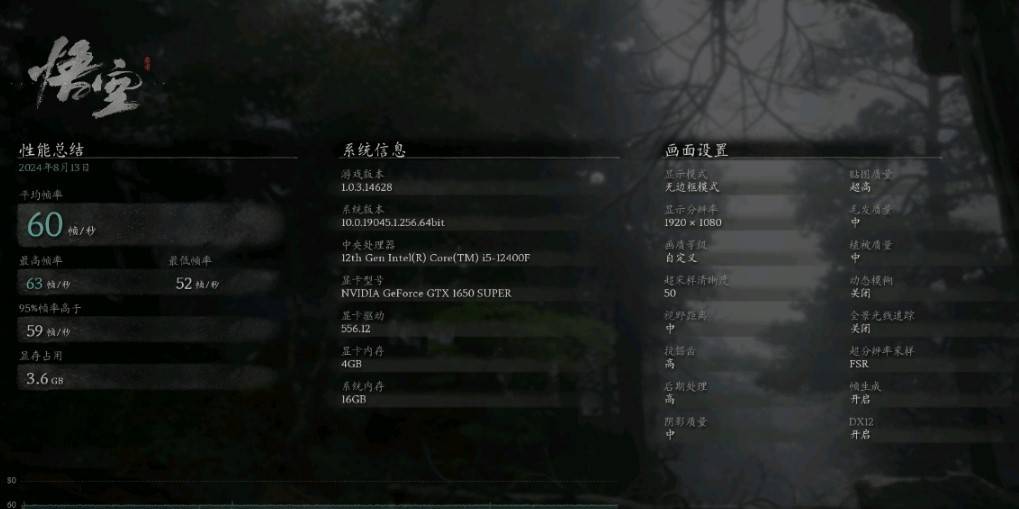 悟空
性能总结
2024年8月13日
平均帧率
60 帧/秒
最高帧率 最低帧率
63 帧/秒 52 帧/秒
95%帧率高于
59 帧/秒
显存占用
3.6 GB
80
60
系统信息
游戏版本
1.0.3.14628
系统版本
10.0.19045.1.256.64bit
中央处理器
12th Gen Intel(R) Core(TM) i5-12400F
显卡型号
NVIDIA GeForce GTX 1650 SUPER
显卡驱动
556.12
显卡内存
4GB
系统内存
16GB
画面设置
显示模式
无边框模式
显示分辨率
1920 × 1080
画质等级
自定义
超采样清晰度
50
视野距离
中
抗锯齿
高
后期处理
高
阴影质量
中
贴图质量
超高
毛发质量
中
植被质量
中
动态模糊
关闭
全景光线追踪
关闭
超分辨率采样
FSR
帧生成
开启
DX12
开启